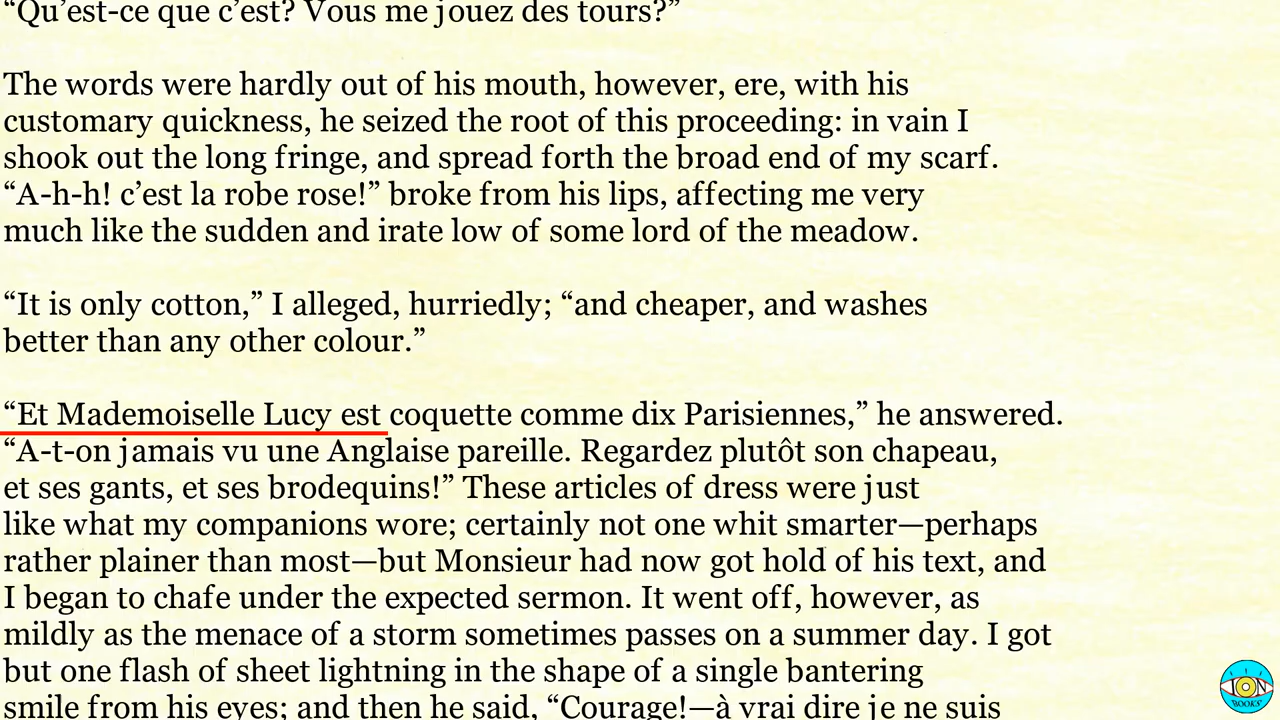 “Qu’est-ce que c’est? Vous me jouez des tours?”
The words were hardly out of his mouth, however, ere, with his
customary quickness, he seized the root of this proceeding: in vain I
shook out the long fringe, and spread forth the broad end of my scarf.
“A-h-h! c’est la robe rose!” broke from his lips, affecting me very
much like the sudden and irate low of some lord of the meadow.
“It is only cotton,” I alleged, hurriedly; “and cheaper, and washes
better than any other colour.”
“Et Mademoiselle Lucy est coquette comme dix Parisiennes,” he answered.
“A-t-on jamais vu une Anglaise pareille. Regardez plutôt son chapeau,
et ses gants, et ses brodequins!” These articles of dress were just
like what my companions wore; certainly not one whit smarter—perhaps
rather plainer than most—but Monsieur had now got hold of his text, and
I began to chafe under the expected sermon. It went off, however, as
mildly as the menace of a storm sometimes passes on a summer day. I got
but one flash of sheet lightning in the shape of a single bantering
smile from his eyes; and then he said, “Courage!—à vrai dire je ne suis
ION
BOOKS